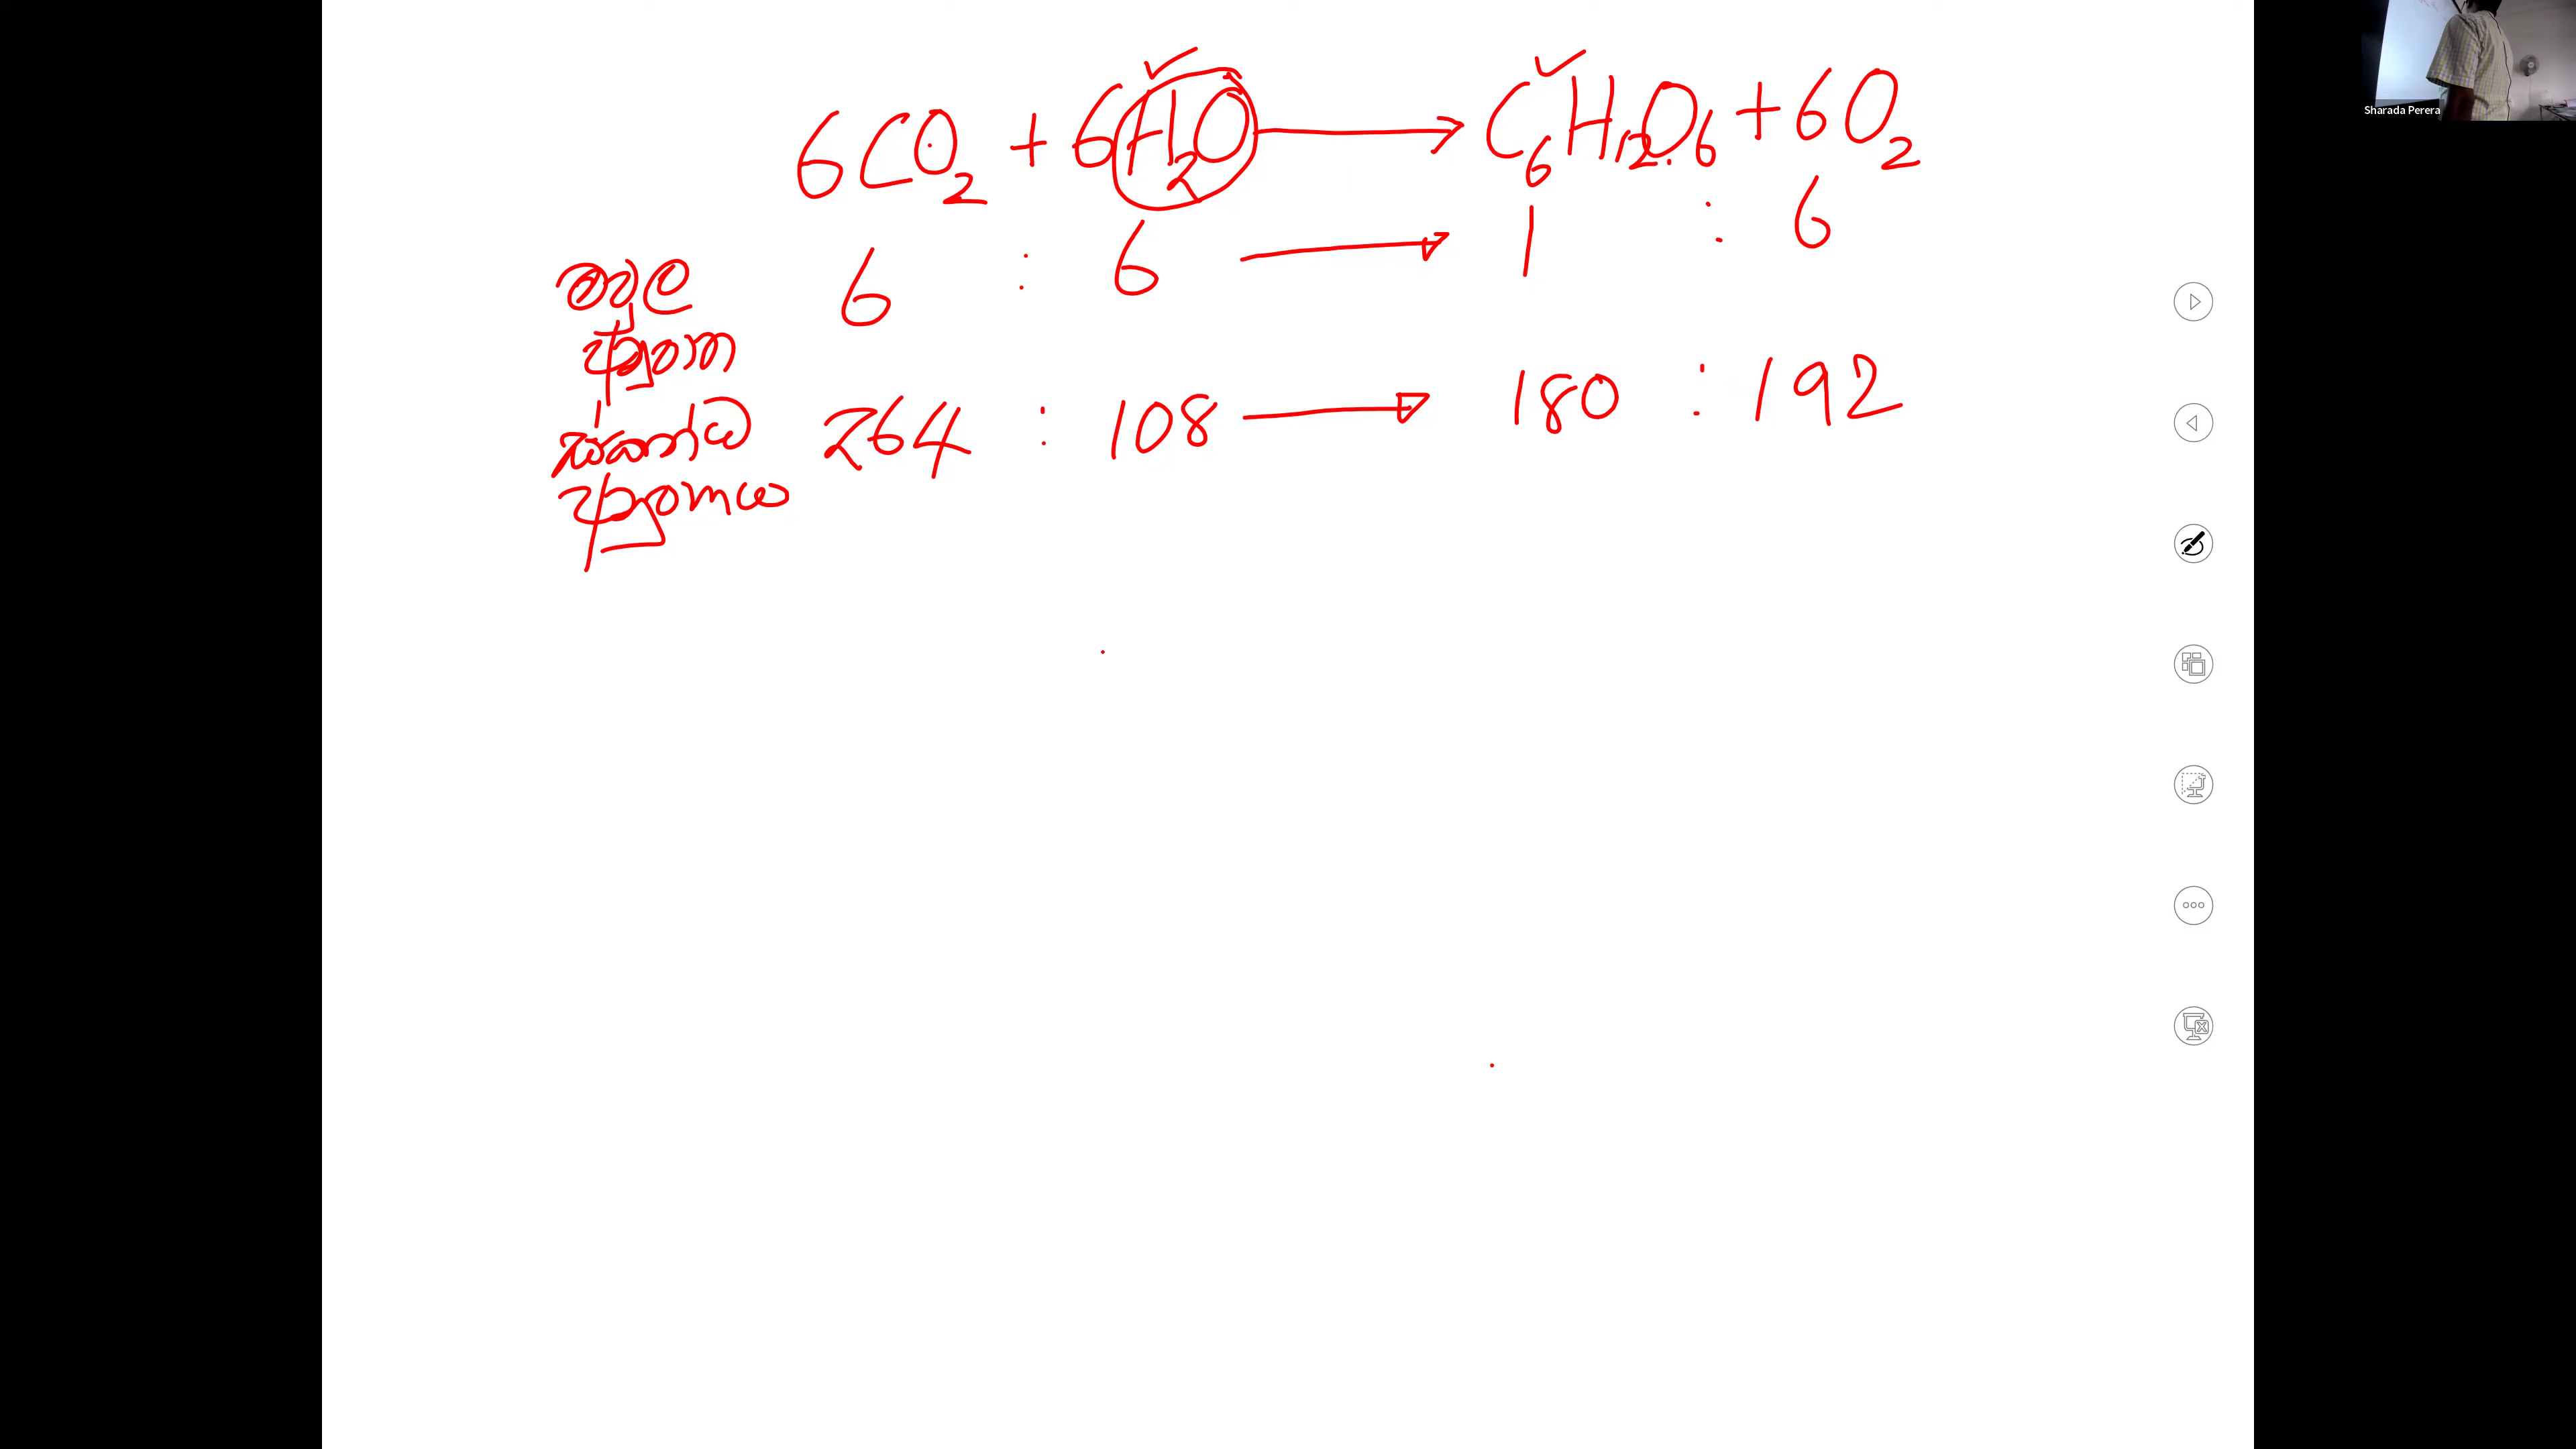 6CO₂ + 6H₂O → C₆H₁₂O₆ + 6O₂
මවුල 6 : 6 → 1 : 6
අනුපාත
ස්කන්ධ 264 : 108 → 180 : 192
අනුපාතය
Sharada Perera